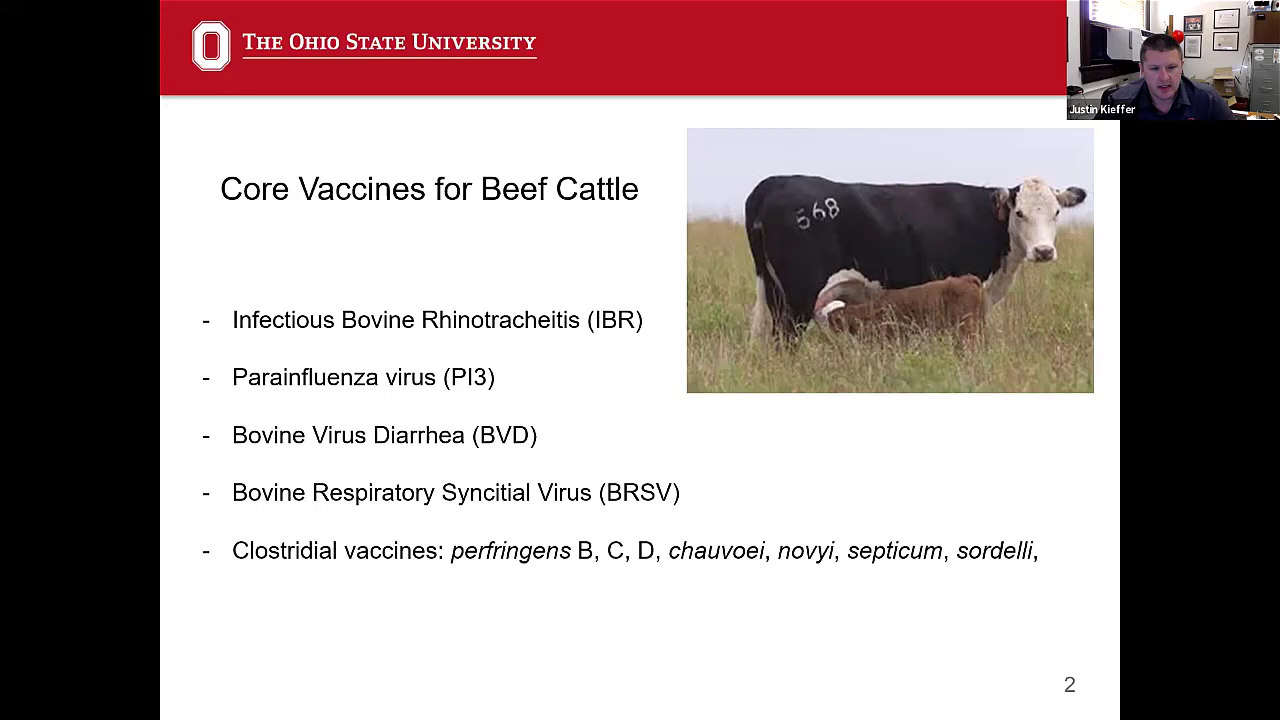 THE OHIO STATE UNIVERSITY
Justin Kieffer
Core Vaccines for Beef Cattle
568
- Infectious Bovine Rhinotracheitis (IBR)
- Parainfluenza virus (PI3)
- Bovine Virus Diarrhea (BVD)
- Bovine Respiratory Syncitial Virus (BRSV)
- Clostridial vaccines: perfringens B, C, D, chauvoei, novyi, septicum, sordelli,
2